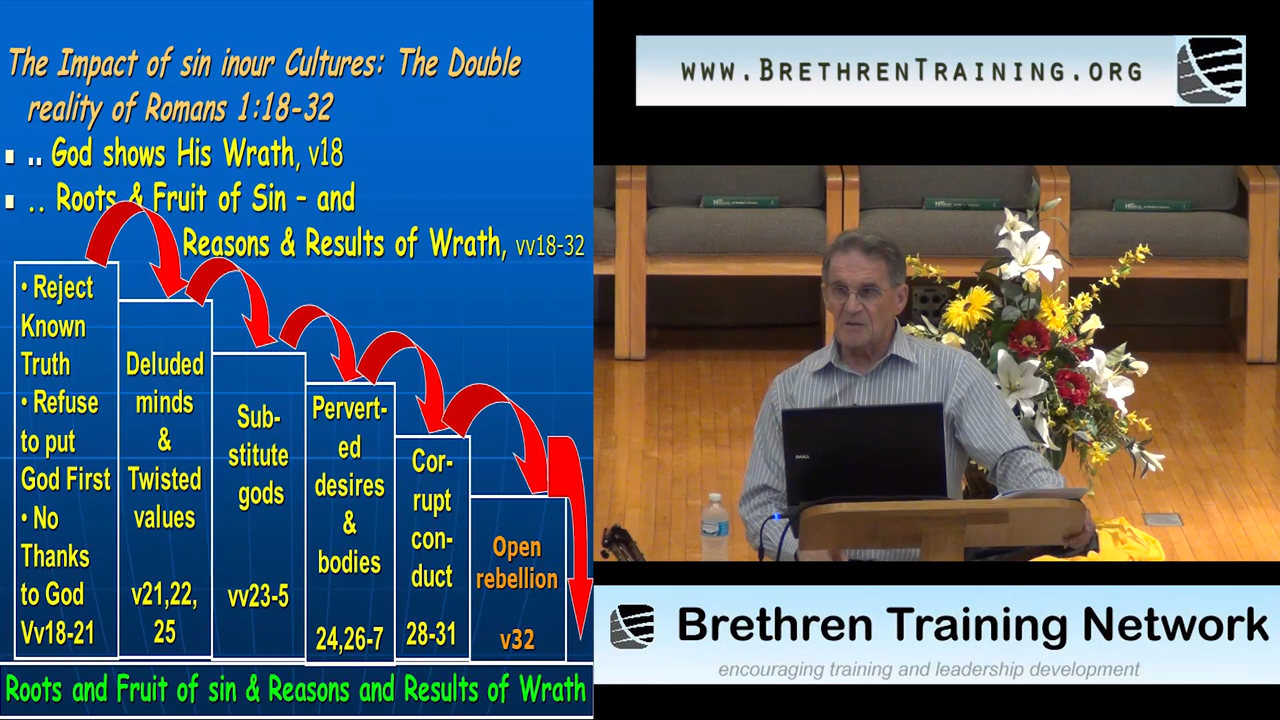 The Impact of sin inour Cultures: The Double
reality of Romans 1:18-32
.. God shows His Wrath, v18
.. Roots & Fruit of Sin – and
Reasons & Results of Wrath, vv18-32
• Reject
Known
Truth
• Refuse
to put
God First
• No
Thanks
to God
Vv18-21
Deluded
minds
&
Twisted
values
v21,22,
25
Sub-
stitute
gods
vv23-5
Pervert-
ed
desires
&
bodies
24,26-7
Cor-
rupt
con-
duct
28-31
Open
rebellion
v32
Roots and Fruit of sin & Reasons and Results of Wrath
www.BrethrenTraining.org
DELL
Brethren Training Network
encouraging training and leadership development